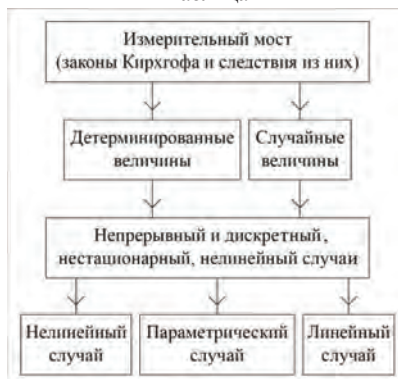 Измерительный мост
(законы Кирхгофа и следствия из них)
Детерминированные
величины
Случайные
величины
Непрерывный и дискретный,
нестационарный, нелинейный случаи
Нелинейный
случай
Параметрический
случай
Линейный
случай